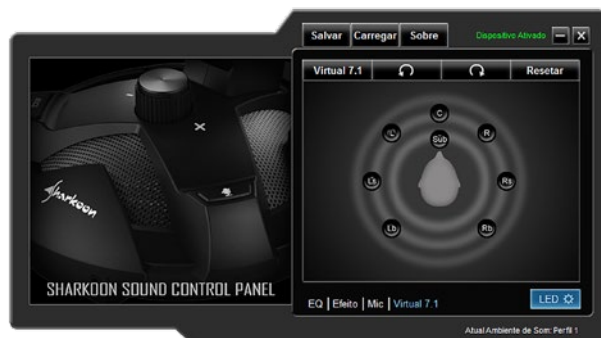 Salvar Carregar Sobre Dispositivo Ativado
Virtual 7.1 Resetar
C
L R
Sub
Ls Rs
Lb Rb
Sharkoon
SHARKOON SOUND CONTROL PANEL
EQ | Efeito | Mic | Virtual 7.1
LED
Atual Ambiente de Som: Perfil 1